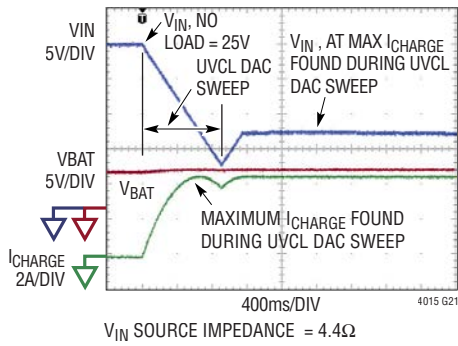 VIN
5V/DIV
VIN, NO
LOAD = 25V
UVCL DAC
SWEEP
VIN , AT MAX ICHARGE
FOUND DURING UVCL
DAC SWEEP
VBAT
5V/DIV
VBAT
MAXIMUM ICHARGE FOUND
DURING UVCL DAC SWEEP
ICHARGE
2A/DIV
400ms/DIV
4015 G21
VIN SOURCE IMPEDANCE = 4.4Ω